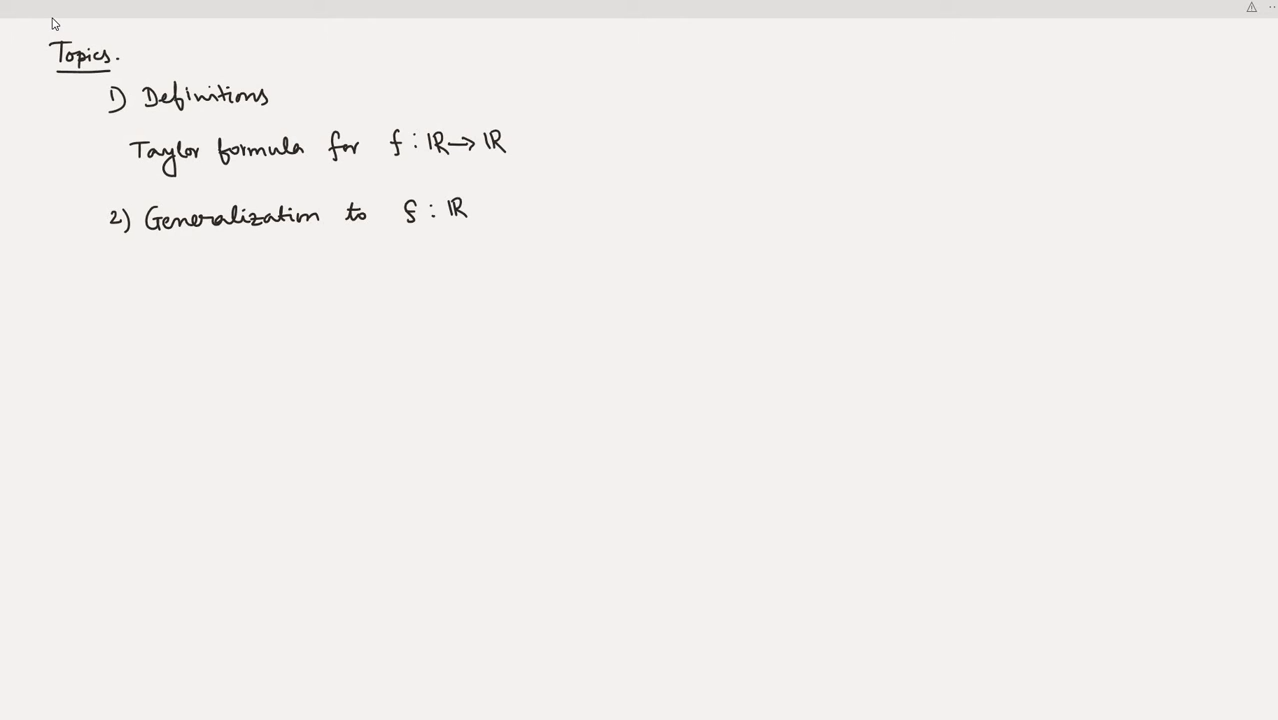 Topics.
1) Definitions
Taylor formula for f : ℝ → ℝ
2) Generalization to f : ℝ